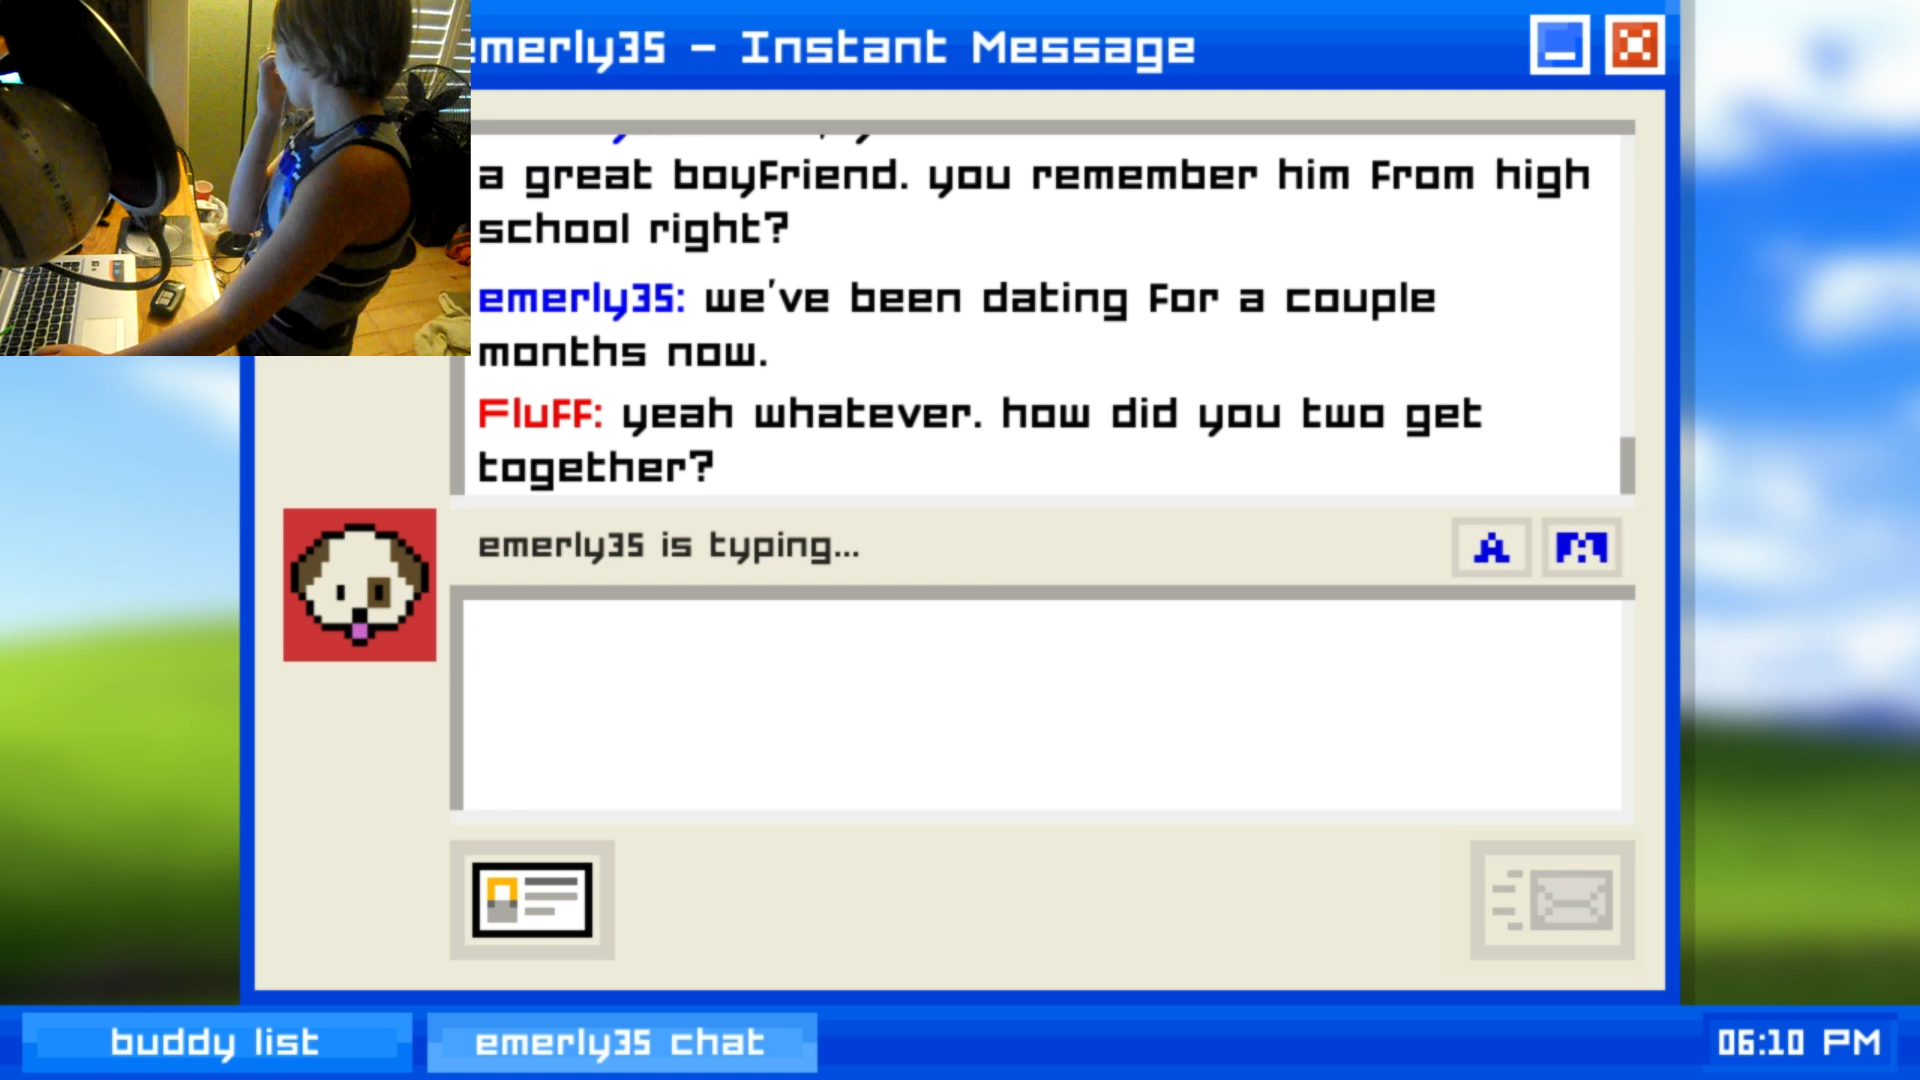 emerly35 - Instant Message
a great boyfriend. you remember him from high
school right?
emerly35: we've been dating for a couple
months now.
Fluff: yeah whatever. how did you two get
together?
emerly35 is typing...
A
buddy list
emerly35 chat
06:10 PM